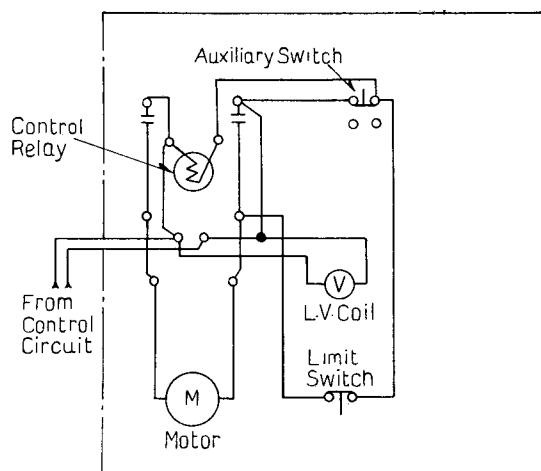 Auxiliary Switch
Control
Relay
V
L.V. Coil
From
Control
Circuit
Limit
Switch
M
Motor